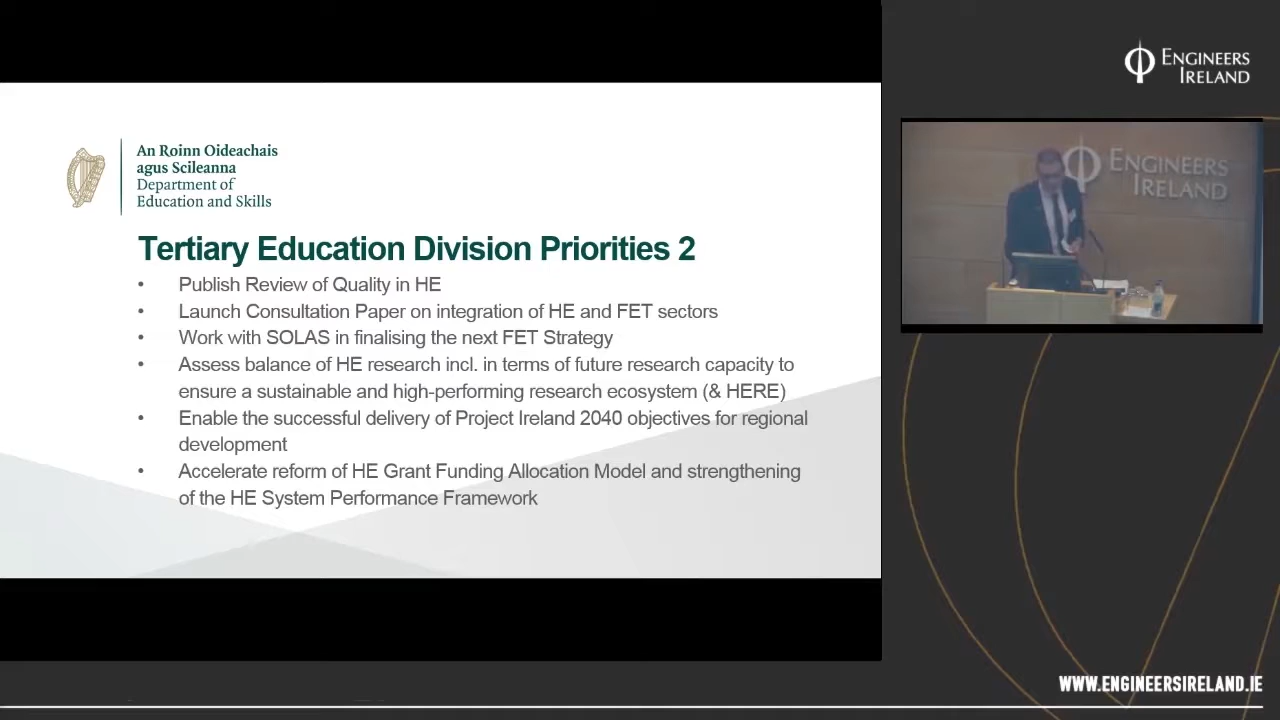 An Roinn Oideachais
agus Scileanna
Department of
Education and Skills
Tertiary Education Division Priorities 2
• Publish Review of Quality in HE
• Launch Consultation Paper on integration of HE and FET sectors
• Work with SOLAS in finalising the next FET Strategy
• Assess balance of HE research incl. in terms of future research capacity to
ensure a sustainable and high-performing research ecosystem (& HERE)
• Enable the successful delivery of Project Ireland 2040 objectives for regional
development
• Accelerate reform of HE Grant Funding Allocation Model and strengthening
of the HE System Performance Framework
ENGINEERS
IRELAND
ENGINEERS
IRELAND
WWW.ENGINEERSIRELAND.IE